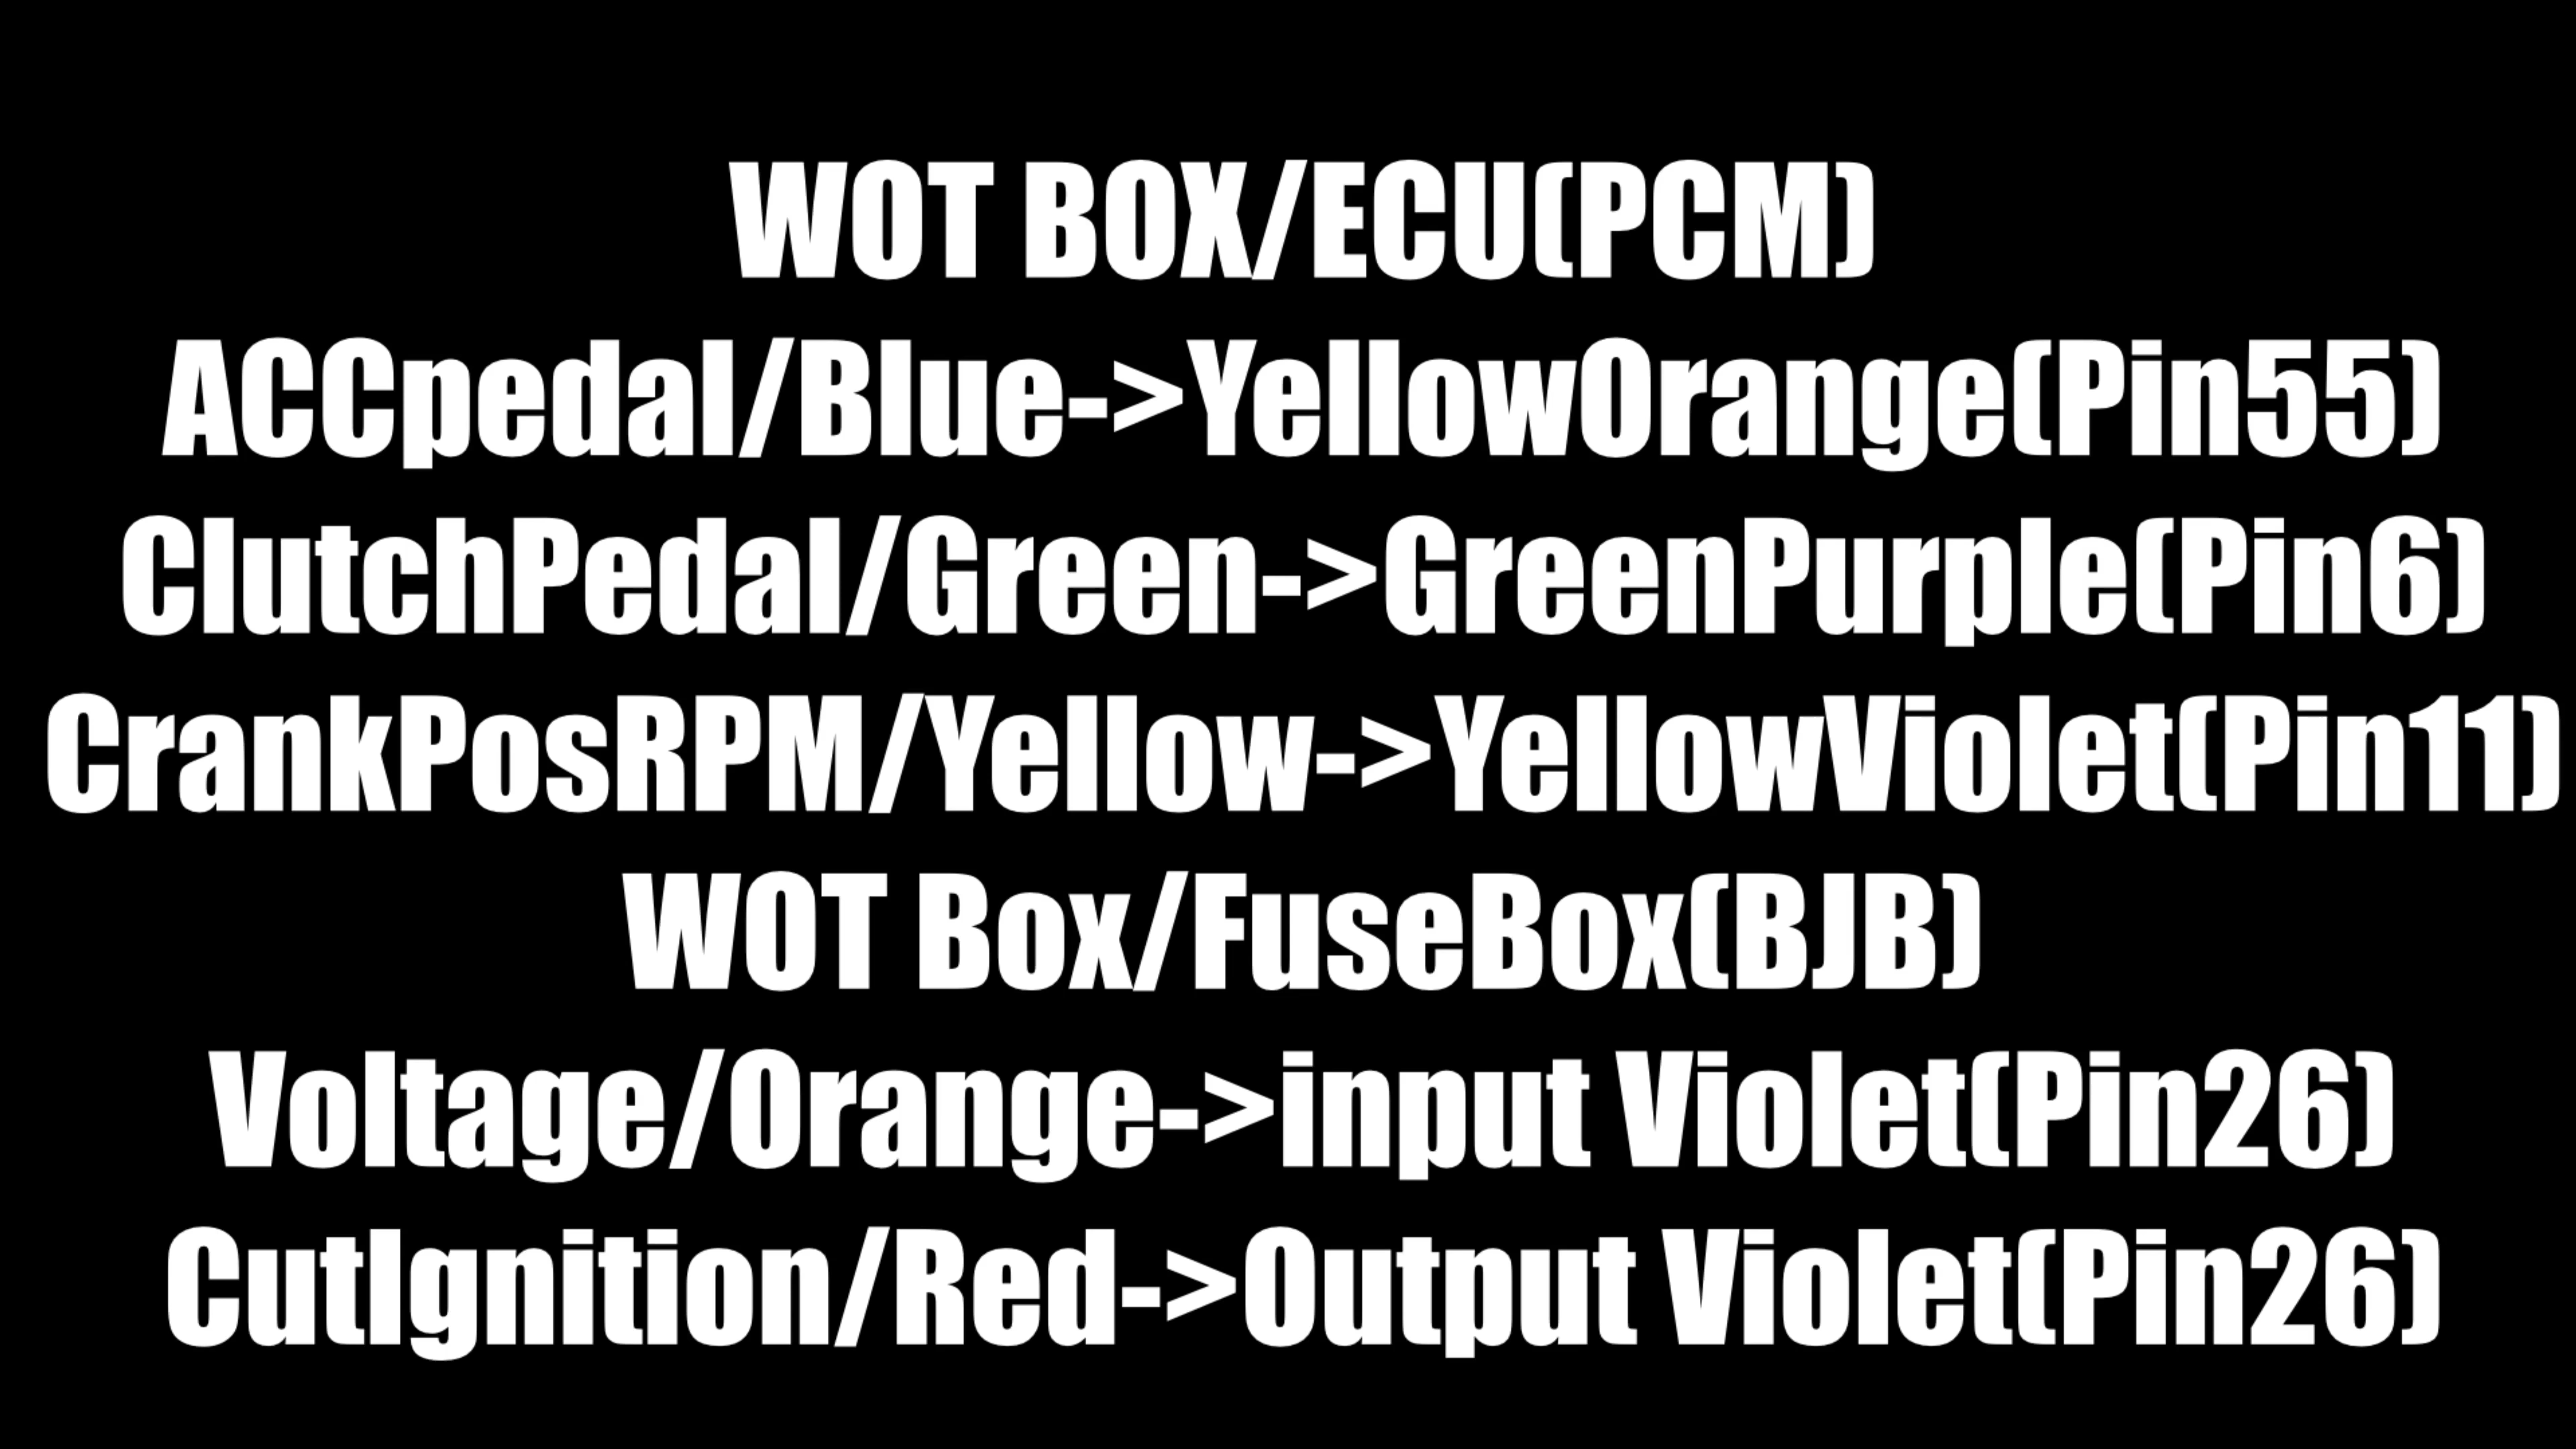 WOT BOX/ECU(PCM)
ACCpedal/Blue->YellowOrange(Pin55)
ClutchPedal/Green->GreenPurple(Pin6)
CrankPosRPM/Yellow->YellowViolet(Pin11)
WOT Box/FuseBox(BJB)
Voltage/Orange->input Violet(Pin26)
CutIgnition/Red->Output Violet(Pin26)